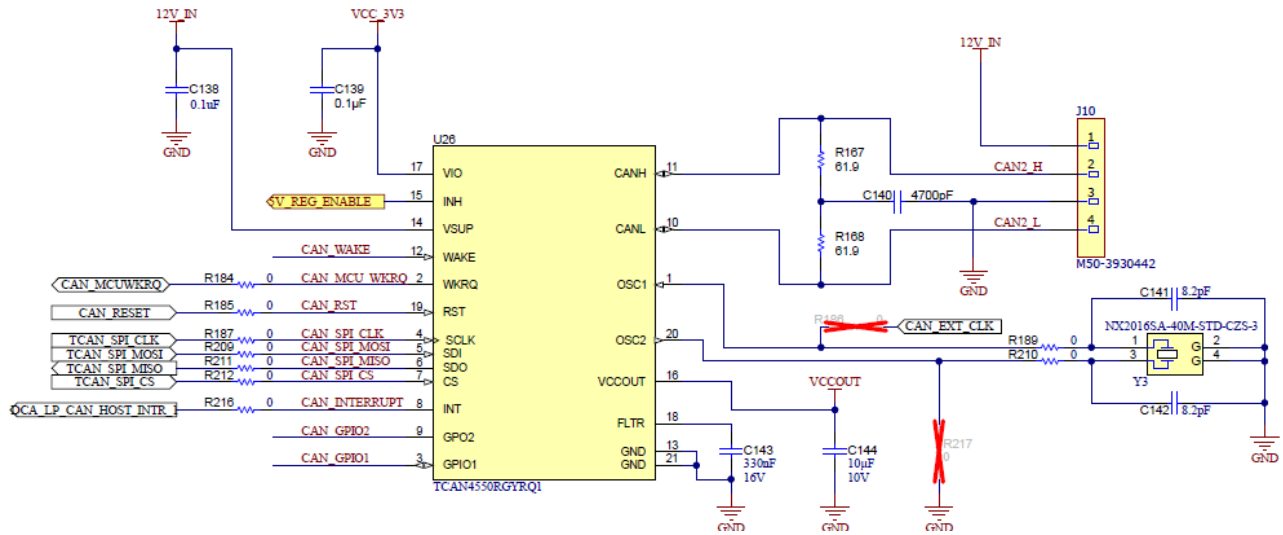 12V_IN
VCC_3V3
12V_IN
C138
0.1uF
GND
C139
0.1µF
GND
J10
1
2
3
4
M50-3930442
U26
17 VIO
15 INH
14 VSUP
12 WAKE
2 WKRQ
19 RST
4 SCLK
5 SDI
6 SDO
7 CS
8 INT
9 GPO2
3 GPIO1
CANH 11
CANL 10
OSC1 1
OSC2 20
VCCOUT 16
FLTR 18
GND 13
GND 21
TCAN4550RGYRQ1
5V_REG_ENABLE
CAN_WAKE
CAN_MCUWKRQ R184 0 CAN_MCU_WKRQ
CAN_RESET R185 0 CAN_RST
TCAN_SPI_CLK R187 0 CAN_SPI_CLK
TCAN_SPI_MOSI R209 0 CAN_SPI_MOSI
TCAN_SPI_MISO R211 0 CAN_SPI_MISO
TCAN_SPI_CS R212 0 CAN_SPI_CS
QCA_LP_CAN_HOST_INTR_1 R216 0 CAN_INTERRUPT
CAN_GPIO2
CAN_GPIO1
R167
61.9
C140 4700pF
R168
61.9
CAN2_H
CAN2_L
GND
R186 0 CAN_EXT_CLK
R189 0
R210 0
C141 8.2pF
NX2016SA-40M-STD-CZS-3
1 G 2
3 G 4
Y3
C142 8.2pF
GND
VCCOUT
C143
330nF
16V
GND
C144
10µF
10V
GND
R217
0
GND